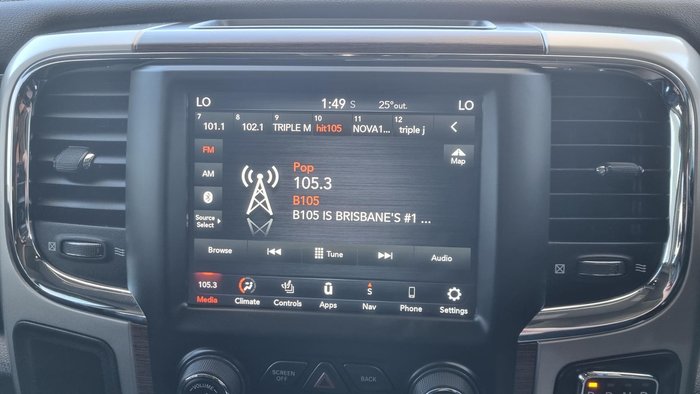 LO 1:49 S 25°out. LO
7 8 9 10 11 12
101.1 102.1 TRIPLE M hit105 NOVA1... triple j
FM
Map
Pop
AM
105.3
B105
B105 IS BRISBANE'S #1 ...
Source
Select
Browse Tune Audio
105.3 S
Media Climate Controls Apps Nav Phone Settings
VOLUME
SCREEN
OFF
BACK
P R N D